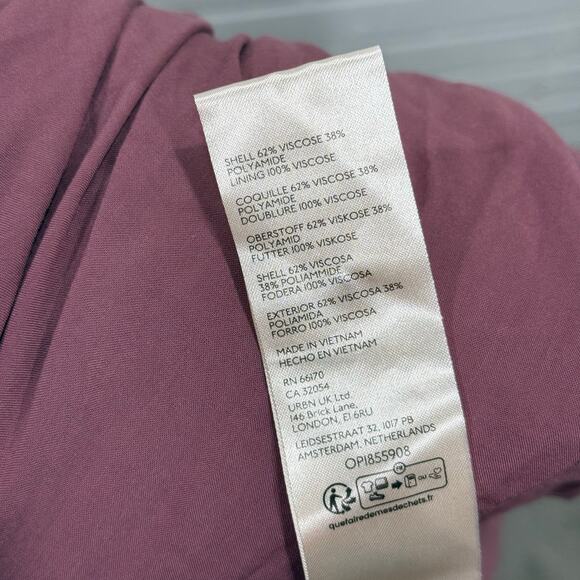 SHELL 62% VISCOSE 38%
POLYAMIDE
LINING 100% VISCOSE
COQUILLE 62% VISCOSE 38%
POLYAMIDE
DOUBLURE 100% VISCOSE
OBERSTOFF 62% VISKOSE 38%
POLYAMID
FUTTER 100% VISKOSE
SHELL 62% VISCOSA
38% POLIAMMIDE
FODERA 100% VISCOSA
EXTERIOR 62% VISCOSA 38%
POLIAMIDA
FORRO 100% VISCOSA
MADE IN VIETNAM
HECHO EN VIETNAM
RN 66170
CA 32054
URBN UK Ltd.
146 Brick Lane,
LONDON, E1 6RU
LEIDSESTRAAT 32, 1017 PB
AMSTERDAM, NETHERLANDS
OP1855908
FR
OU
quefairedemesdechets.fr